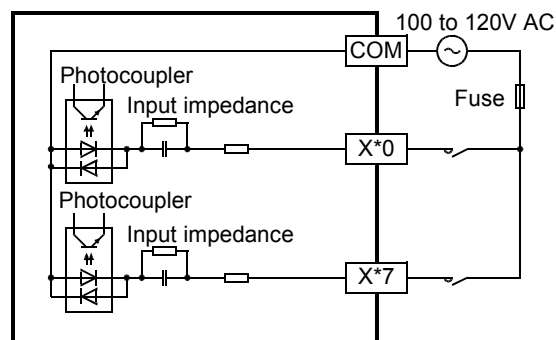 100 to 120V AC
COM
Photocoupler
Input impedance
Fuse
X*0
Photocoupler
Input impedance
X*7